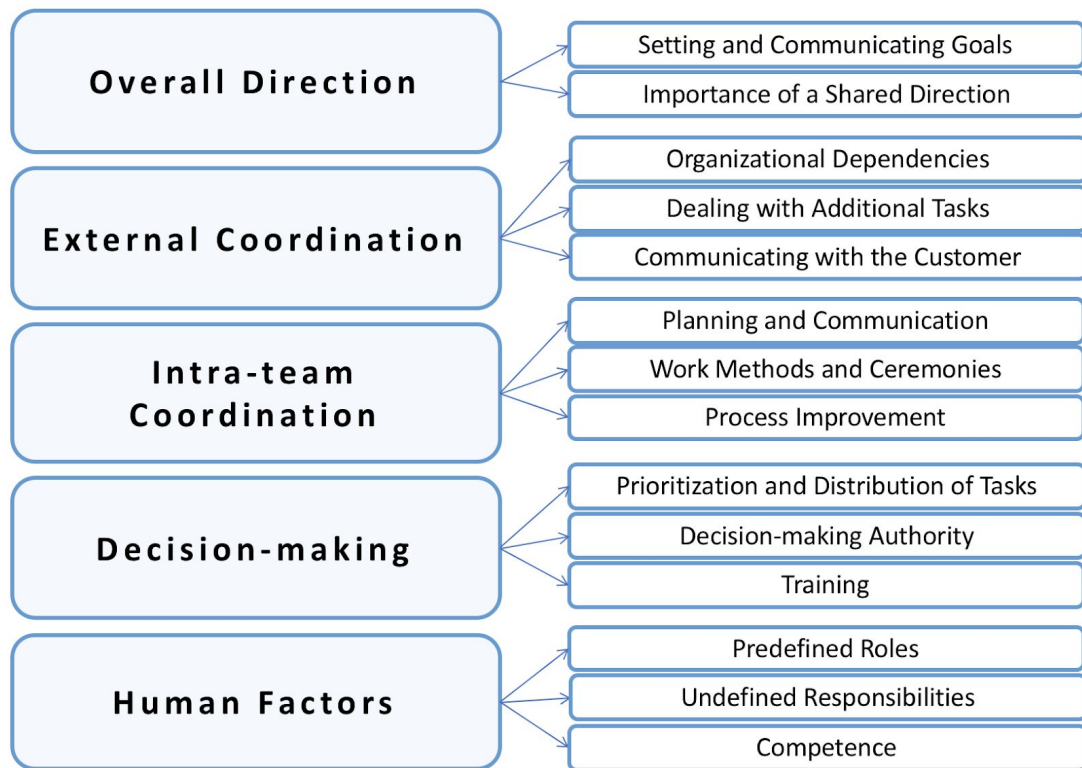 Overall Direction
Setting and Communicating Goals
Importance of a Shared Direction
External Coordination
Organizational Dependencies
Dealing with Additional Tasks
Communicating with the Customer
Intra-team
Coordination
Planning and Communication
Work Methods and Ceremonies
Process Improvement
Decision-making
Prioritization and Distribution of Tasks
Decision-making Authority
Training
Human Factors
Predefined Roles
Undefined Responsibilities
Competence